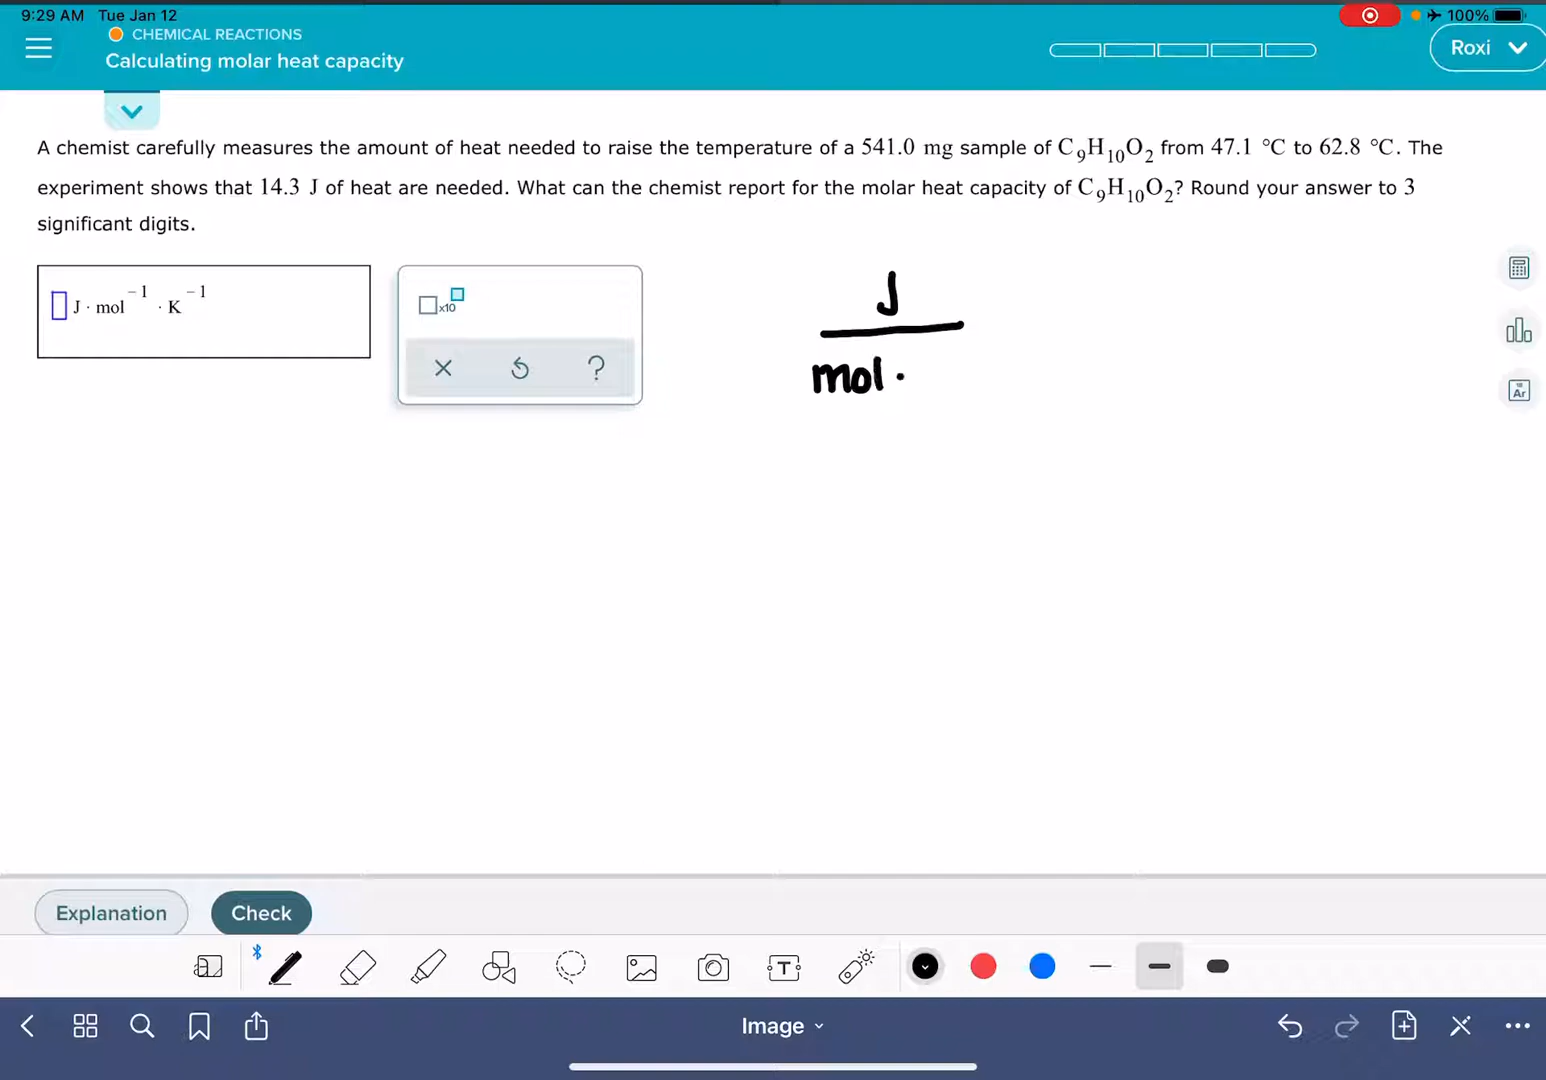 9:29 AM Tue Jan 12
100%
CHEMICAL REACTIONS
Calculating molar heat capacity
Roxi
A chemist carefully measures the amount of heat needed to raise the temperature of a 541.0 mg sample of C₉H₁₀O₂ from 47.1 °C to 62.8 °C. The
experiment shows that 14.3 J of heat are needed. What can the chemist report for the molar heat capacity of C₉H₁₀O₂? Round your answer to 3
significant digits.
J · mol⁻¹ · K⁻¹
x10
?
J
mol ·
18
Ar
Explanation
Check
a
T
Image